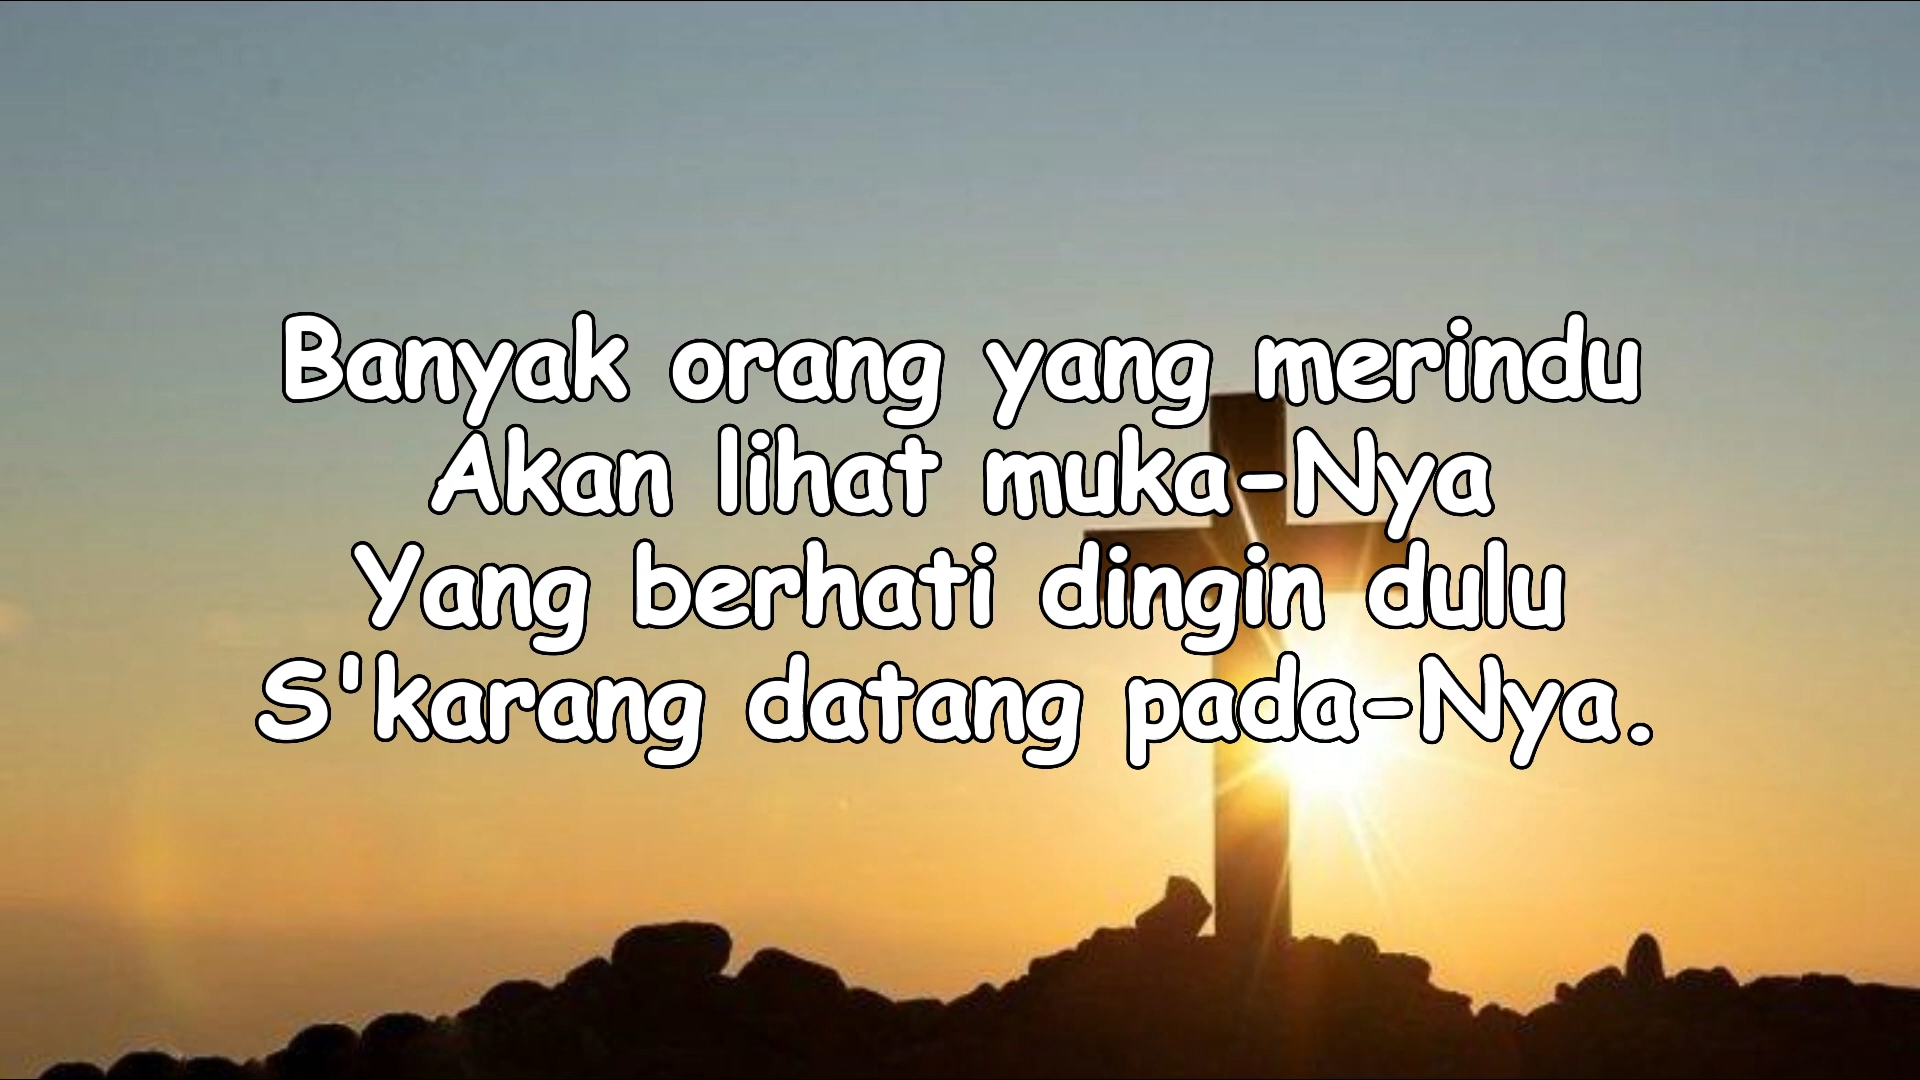 Banyak orang yang merindu
Akan lihat muka-Nya
Yang berhati dingin dulu
S'karang datang pada-Nya.